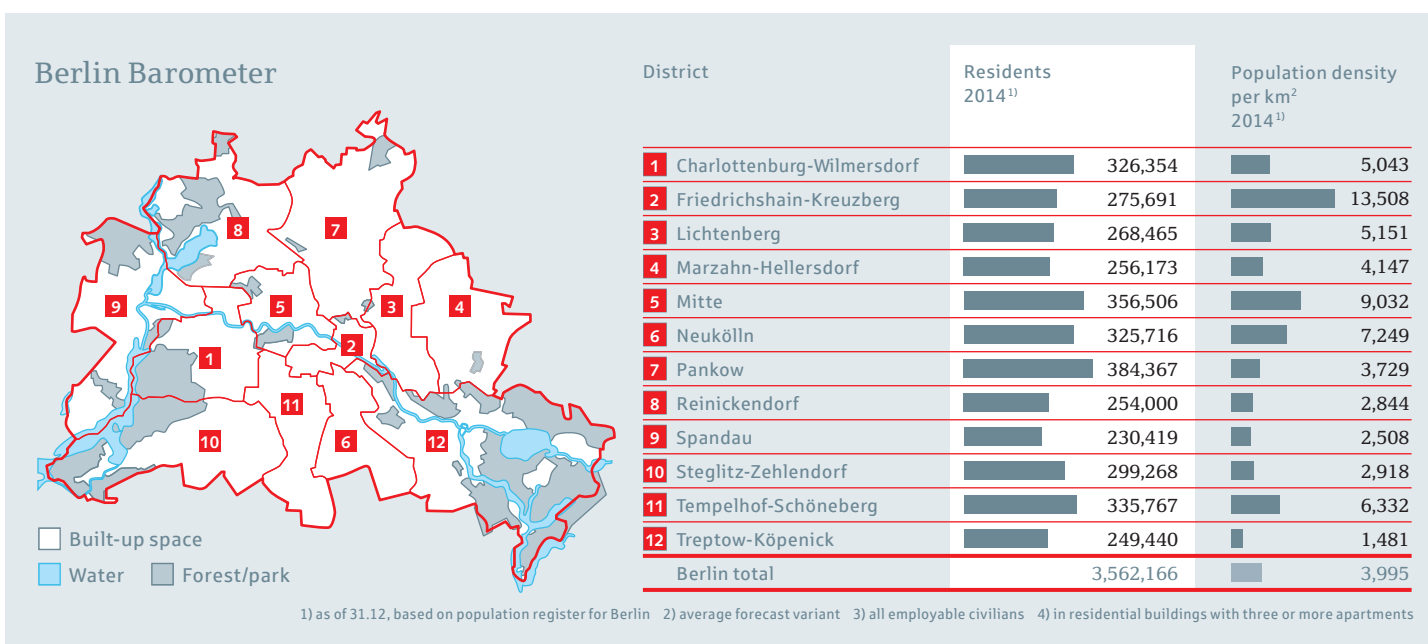 Berlin Barometer
8
7
9
5
3
4
2
1
11
10
6
12
Built-up space
Water
Forest/park
District
Residents
2014¹⁾
Population density
per km²
2014¹⁾
1 Charlottenburg-Wilmersdorf 326,354 5,043
2 Friedrichshain-Kreuzberg 275,691 13,508
3 Lichtenberg 268,465 5,151
4 Marzahn-Hellersdorf 256,173 4,147
5 Mitte 356,506 9,032
6 Neukölln 325,716 7,249
7 Pankow 384,367 3,729
8 Reinickendorf 254,000 2,844
9 Spandau 230,419 2,508
10 Steglitz-Zehlendorf 299,268 2,918
11 Tempelhof-Schöneberg 335,767 6,332
12 Treptow-Köpenick 249,440 1,481
Berlin total 3,562,166 3,995
1) as of 31.12, based on population register for Berlin 2) average forecast variant 3) all employable civilians 4) in residential buildings with three or more apartments